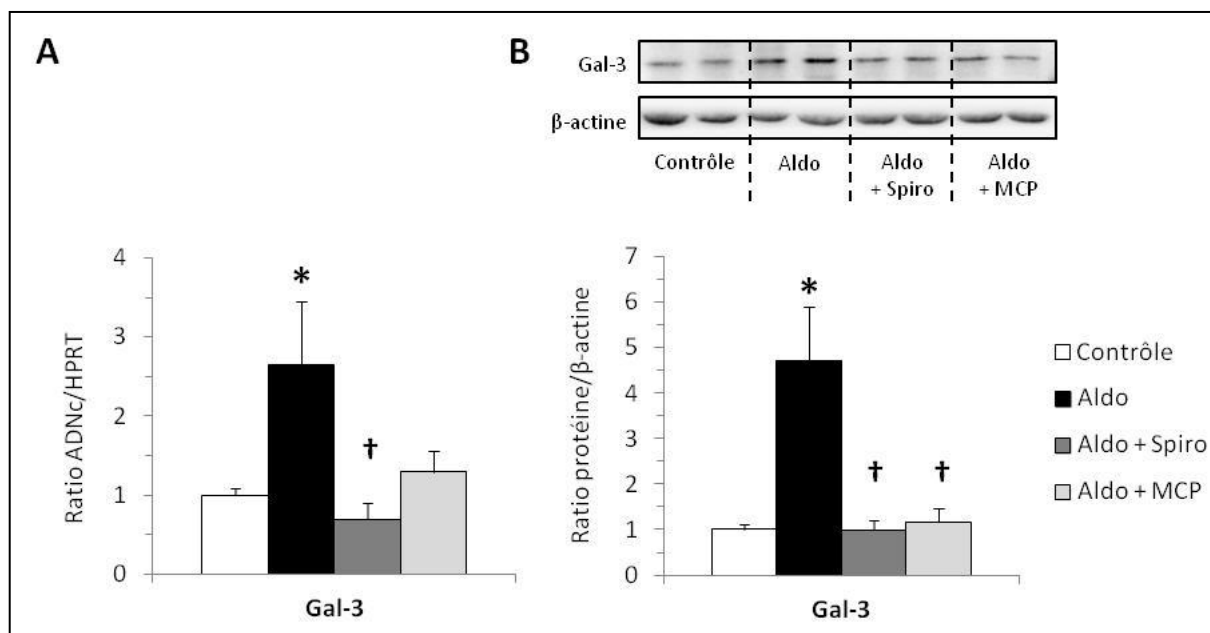 A
B
Gal-3
β-actine
Contrôle
Aldo
Aldo
+ Spiro
Aldo
+ MCP
Ratio ADNc/HPRT
4
3
2
1
0
*
†
Gal-3
Ratio protéine/β-actine
7
6
5
4
3
2
1
0
*
†
†
Gal-3
Contrôle
Aldo
Aldo + Spiro
Aldo + MCP